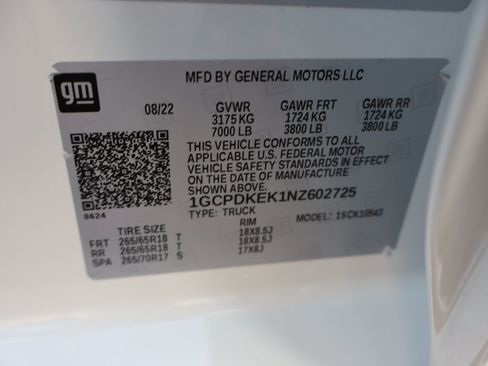 MFD BY GENERAL MOTORS LLC
gm
08/22 GVWR GAWR FRT GAWR RR
3175 KG 1724 KG 1724 KG
7000 LB 3800 LB 3800 LB
THIS VEHICLE CONFORMS TO ALL
APPLICABLE U.S. FEDERAL MOTOR
VEHICLE SAFETY STANDARDS IN EFFECT
ON THE DATE OF MANUFACTURE
SHOWN ABOVE.
1GCPDKEK1NZ602725
TYPE: TRUCK MODEL: 1SCK10543
8624
TIRE SIZE RIM
FRT 265/65R18 T 18X8.5J
RR 265/65R18 T 18X8.5J
SPA 265/70R17 S 17X8J